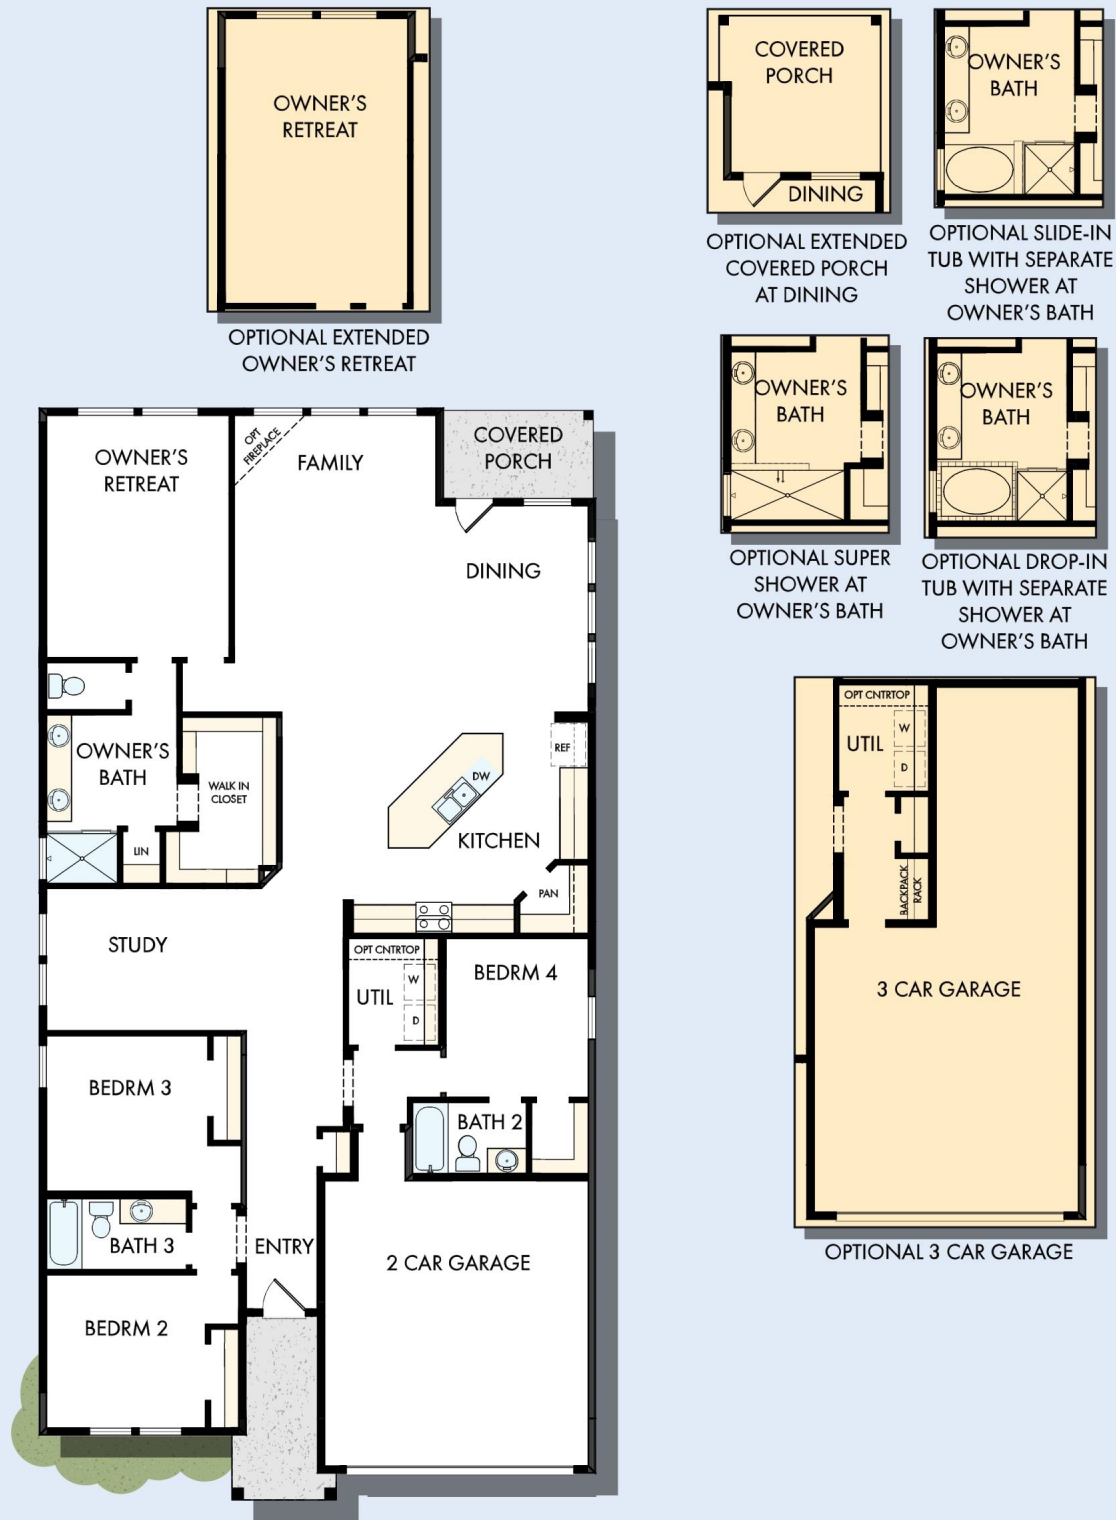 OWNER'S
RETREAT
OPTIONAL EXTENDED
OWNER'S RETREAT
COVERED
PORCH
DINING
OPTIONAL EXTENDED
COVERED PORCH
AT DINING
OWNER'S
BATH
OPTIONAL SLIDE-IN
TUB WITH SEPARATE
SHOWER AT
OWNER'S BATH
OWNER'S
BATH
OPTIONAL SUPER
SHOWER AT
OWNER'S BATH
OWNER'S
BATH
OPTIONAL DROP-IN
TUB WITH SEPARATE
SHOWER AT
OWNER'S BATH
OWNER'S
RETREAT
OPT
FIREPLACE
FAMILY
COVERED
PORCH
DINING
OWNER'S
BATH
WALK IN
CLOSET
LIN
REF
DW
KITCHEN
PAN
STUDY
OPT CNTRTOP
W
UTIL
D
BEDRM 4
BEDRM 3
BATH 2
BATH 3
ENTRY
2 CAR GARAGE
BEDRM 2
OPT CNTRTOP
W
UTIL
D
BACKPACK
RACK
3 CAR GARAGE
OPTIONAL 3 CAR GARAGE